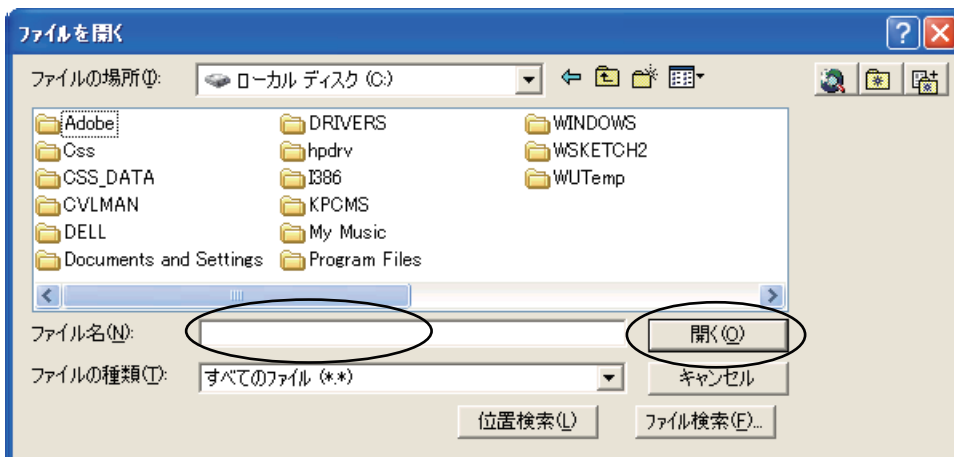 ファイルを開く
ファイルの場所(I): ローカル ディスク (C:)
Adobe DRIVERS WINDOWS
Css hpdrv WSKETCH2
CSS_DATA I386 WUTemp
CVLMAN KPCMS
DELL My Music
Documents and Settings Program Files
ファイル名(N): 開く(O)
ファイルの種類(T): すべてのファイル (*.*) キャンセル
位置検索(L) ファイル検索(F)...